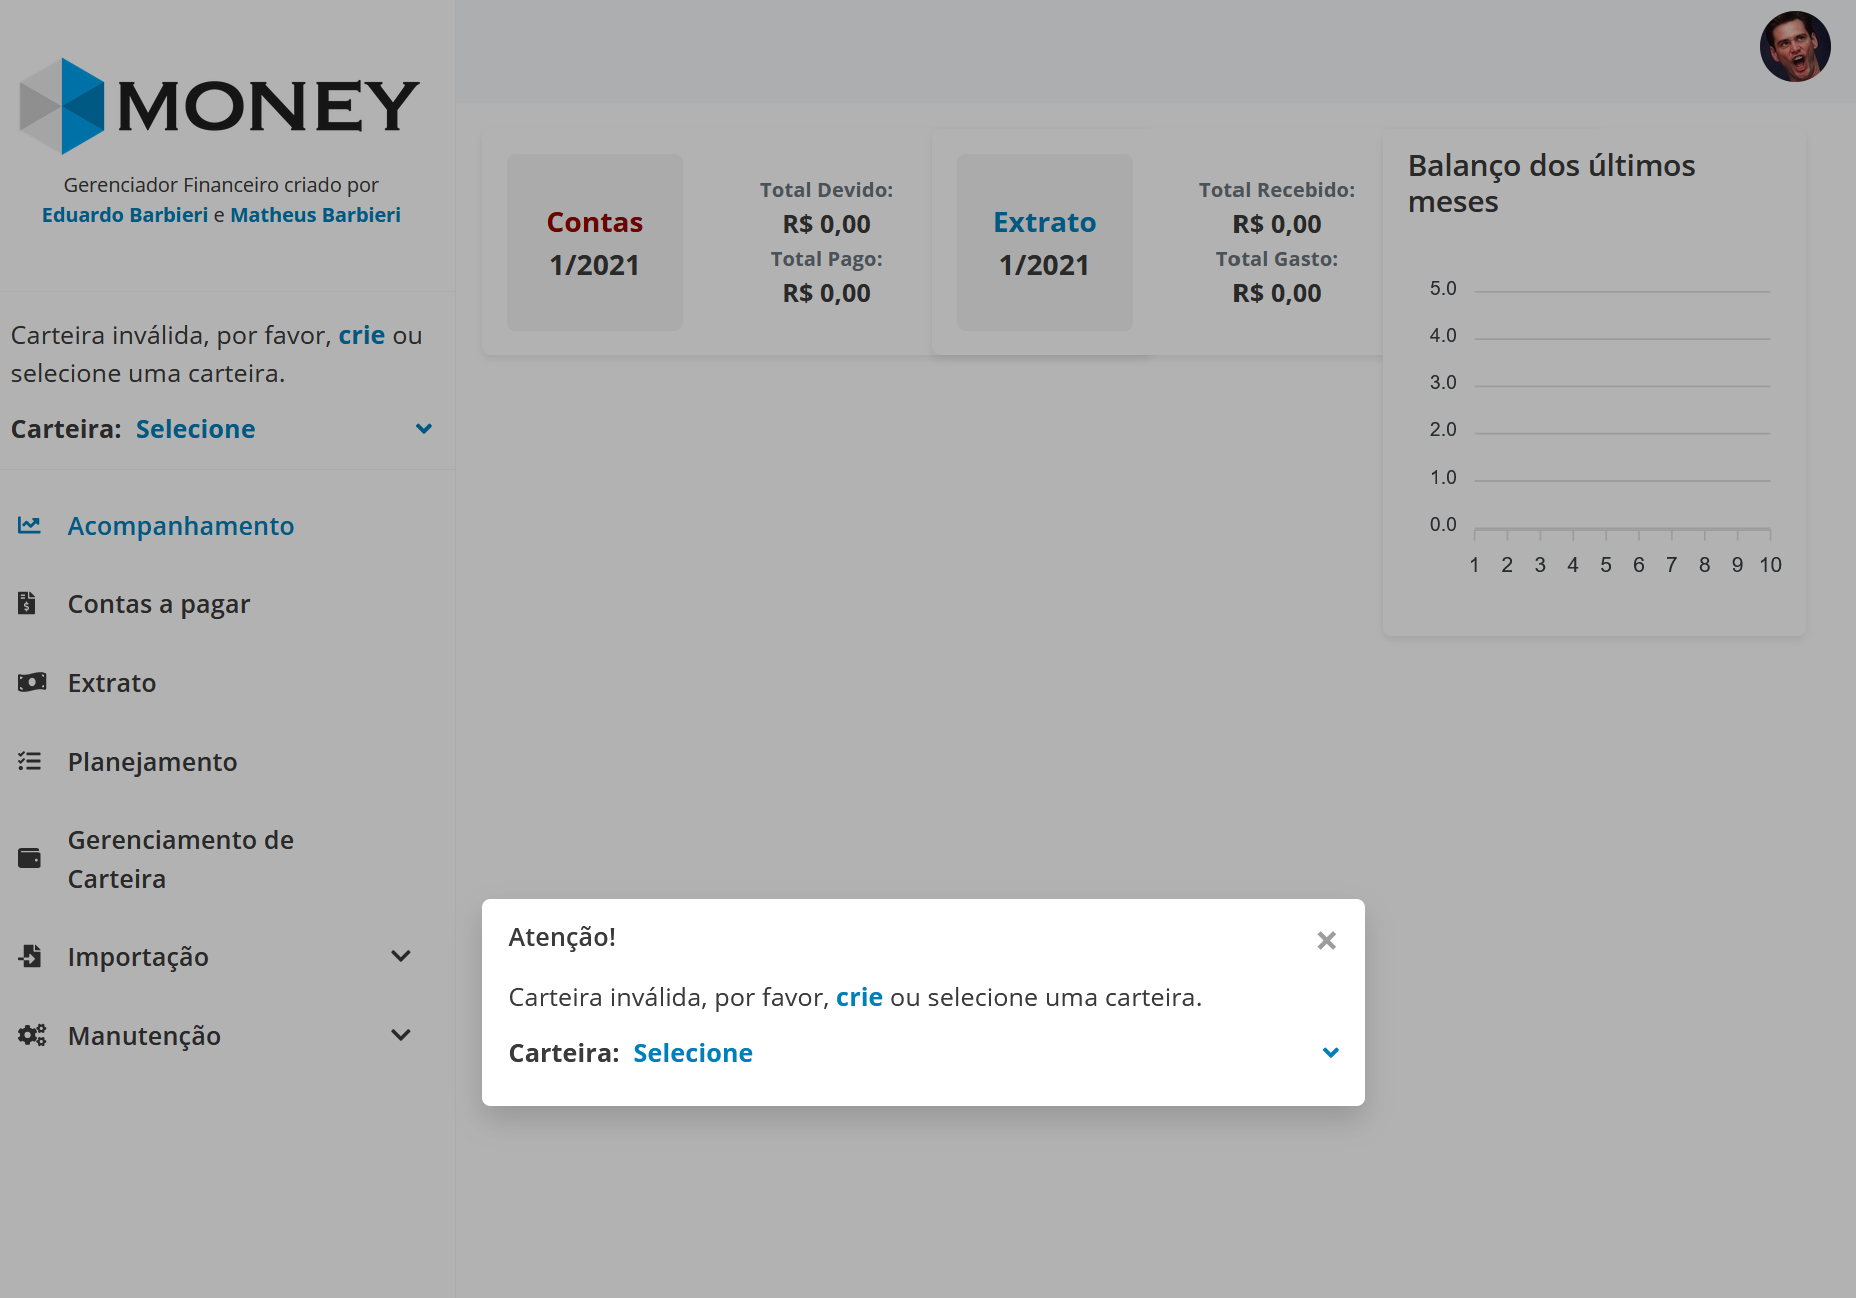 MONEY
Gerenciador Financeiro criado por
Eduardo Barbieri e Matheus Barbieri
Carteira inválida, por favor, crie ou
selecione uma carteira.
Carteira: Selecione
Acompanhamento
Contas a pagar
Extrato
Planejamento
Gerenciamento de
Carteira
Importação
Manutenção
Contas
1/2021
Total Devido:
R$ 0,00
Total Pago:
R$ 0,00
Extrato
1/2021
Total Recebido:
R$ 0,00
Total Gasto:
R$ 0,00
Balanço dos últimos
meses
5.0
4.0
3.0
2.0
1.0
0.0
1 2 3 4 5 6 7 8 9 10
Atenção!
Carteira inválida, por favor, crie ou selecione uma carteira.
Carteira: Selecione